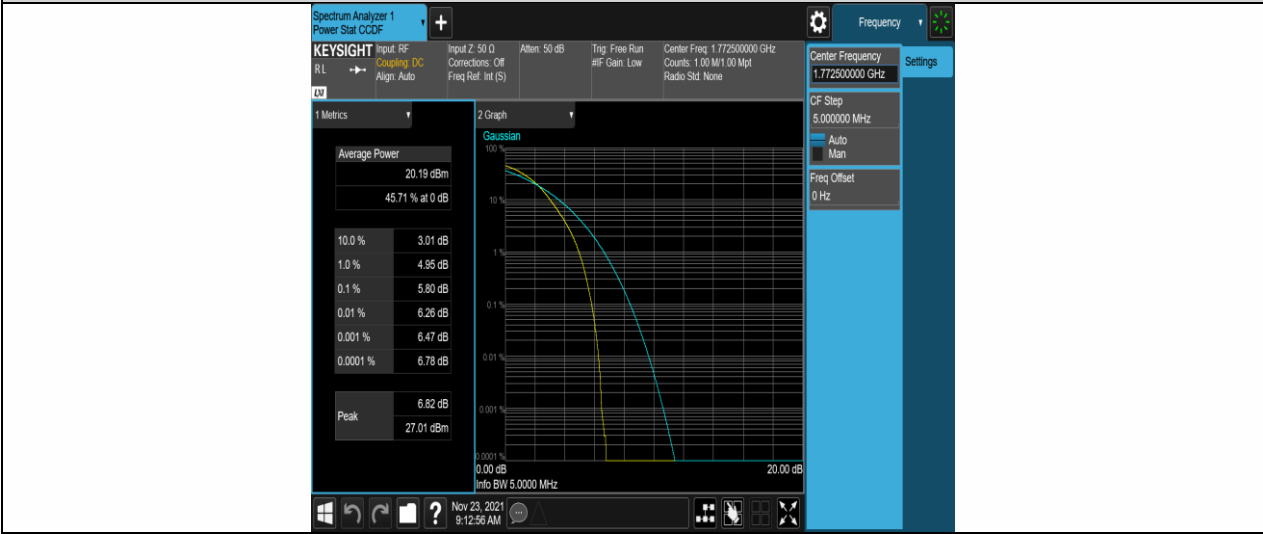 Spectrum Analyzer 1
Power Stat CCDF
+
Frequency
KEYSIGHT
RL
LXI
Input: RF
Coupling: DC
Align: Auto
Input Z: 50 Ω
Corrections: Off
Freq Ref: Int (S)
Atten: 50 dB
Trig: Free Run
#IF Gain: Low
Center Freq: 1.772500000 GHz
Counts: 1.00 M/1.00 Mpt
Radio Std: None
Center Frequency
1.772500000 GHz
Settings
CF Step
5.000000 MHz
Auto
Man
Freq Offset
0 Hz
1 Metrics
Average Power
20.19 dBm
45.71 % at 0 dB
10.0 % 3.01 dB
1.0 % 4.95 dB
0.1 % 5.80 dB
0.01 % 6.26 dB
0.001 % 6.47 dB
0.0001 % 6.78 dB
Peak 6.82 dB
27.01 dBm
2 Graph
Gaussian
100 %
10 %
1 %
0.1 %
0.01 %
0.001 %
0.0001 %
0.00 dB 20.00 dB
Info BW 5.0000 MHz
?
Nov 23, 2021
9:12:56 AM